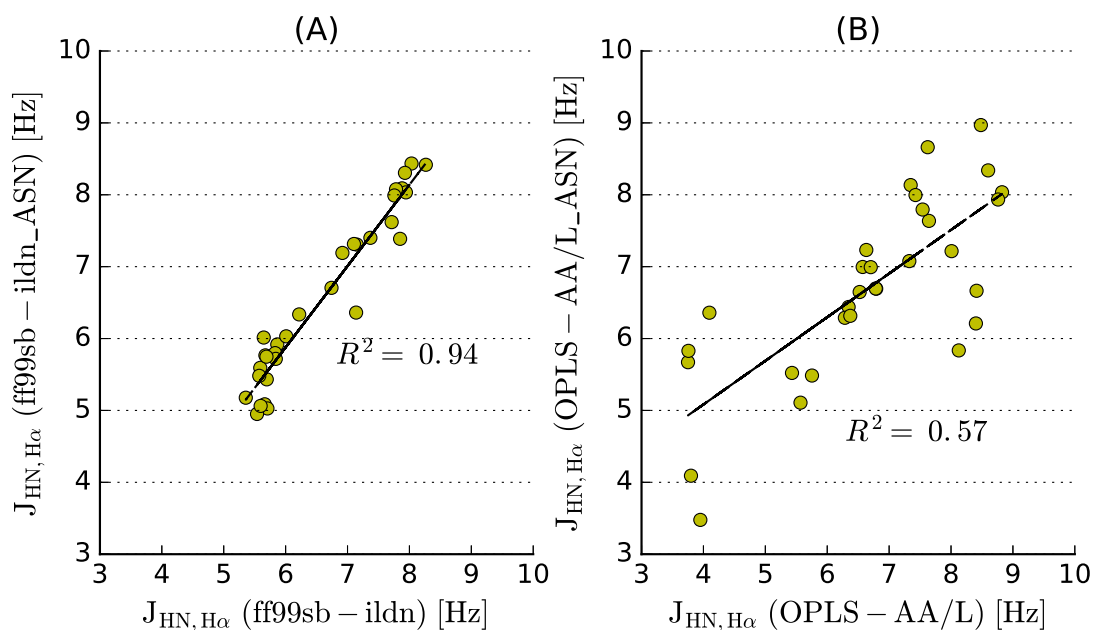 (A)
J_HN,Hα (ff99sb − ildn_ASN) [Hz]
10
9
8
7
6
5
4
3
R² = 0.94
3 4 5 6 7 8 9 10
J_HN,Hα (ff99sb − ildn) [Hz]
(B)
J_HN,Hα (OPLS − AA/L_ASN) [Hz]
10
9
8
7
6
5
4
3
R² = 0.57
3 4 5 6 7 8 9 10
J_HN,Hα (OPLS − AA/L) [Hz]